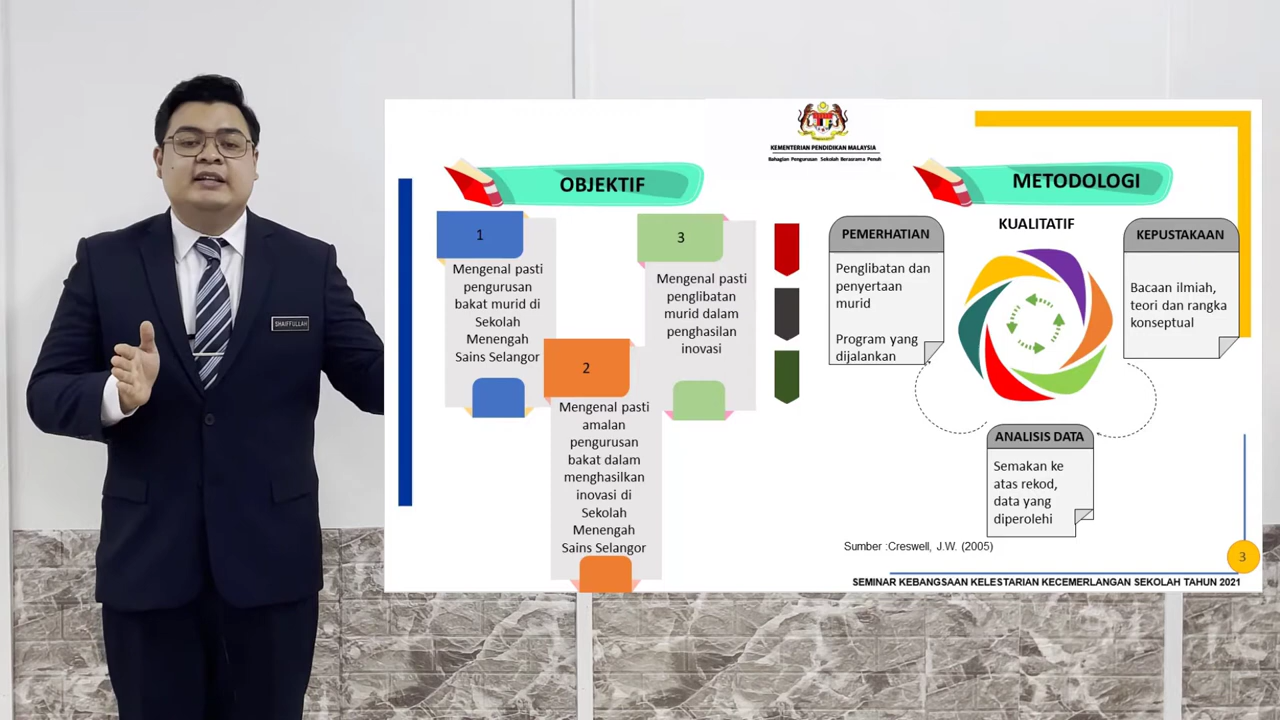 SHAIFFULLAH
KEMENTERIAN PENDIDIKAN MALAYSIA
Bahagian Pengurusan Sekolah Berasrama Penuh
OBJEKTIF
1
Mengenal pasti
pengurusan
bakat murid di
Sekolah
Menengah
Sains Selangor
2
Mengenal pasti
amalan
pengurusan
bakat dalam
menghasilkan
inovasi di
Sekolah
Menengah
Sains Selangor
3
Mengenal pasti
penglibatan
murid dalam
penghasilan
inovasi
METODOLOGI
KUALITATIF
PEMERHATIAN
Penglibatan dan
penyertaan
murid
Program yang
dijalankan
KEPUSTAKAAN
Bacaan ilmiah,
teori dan rangka
konseptual
ANALISIS DATA
Semakan ke
atas rekod,
data yang
diperolehi
Sumber :Creswell, J.W. (2005)
3
SEMINAR KEBANGSAAN KELESTARIAN KECEMERLANGAN SEKOLAH TAHUN 2021